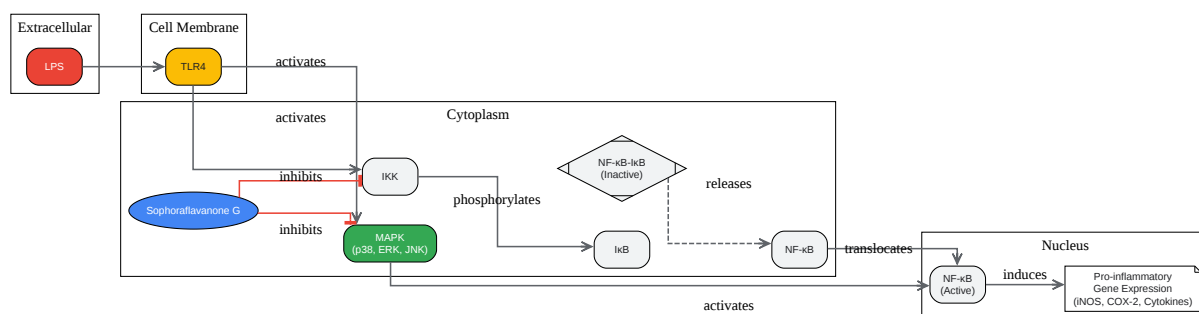 Extracellular
LPS
Cell Membrane
TLR4
activates
activates
Cytoplasm
inhibits
IKK
NF-κB-IκB
(Inactive)
releases
phosphorylates
Sophoraflavanone G
inhibits
MAPK
(p38, ERK, JNK)
IκB
NF-κB
translocates
Nucleus
NF-κB
(Active)
induces
Pro-inflammatory
Gene Expression
(iNOS, COX-2, Cytokines)
activates